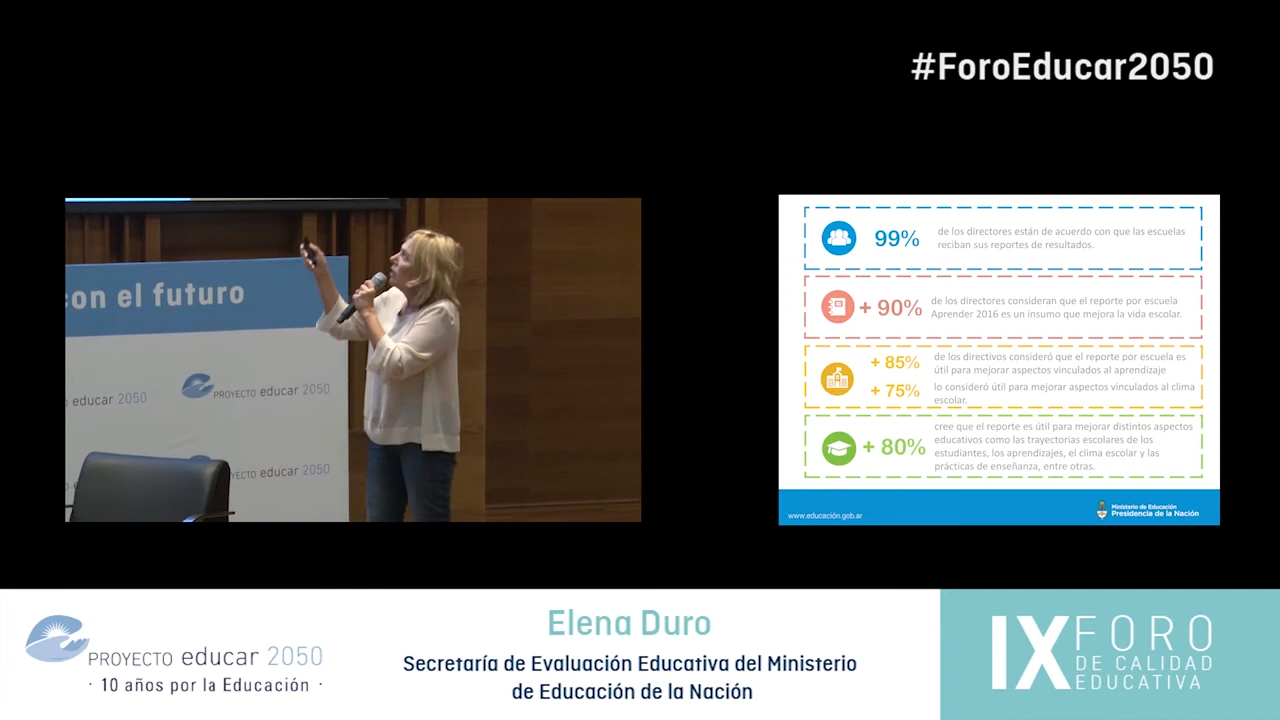 #ForoEducar2050
con el futuro
PROYECTO educar 2050
educar 2050
PROYECTO educar 2050
99%
de los directores están de acuerdo con que las escuelas
reciban sus reportes de resultados.
+ 90%
de los directores consideran que el reporte por escuela
Aprender 2016 es un insumo que mejora la vida escolar.
+ 85%
de los directivos consideró que el reporte por escuela es
útil para mejorar aspectos vinculados al aprendizaje
+ 75%
lo consideró útil para mejorar aspectos vinculados al clima
escolar.
+ 80%
cree que el reporte es útil para mejorar distintos aspectos
educativos como las trayectorias escolares de los
estudiantes, los aprendizajes, el clima escolar y las
prácticas de enseñanza, entre otras.
www.educación.gob.ar
Ministerio de Educación
Presidencia de la Nación
PROYECTO educar 2050
· 10 años por la Educación ·
Elena Duro
Secretaría de Evaluación Educativa del Ministerio
de Educación de la Nación
IX FORO
DE CALIDAD
EDUCATIVA